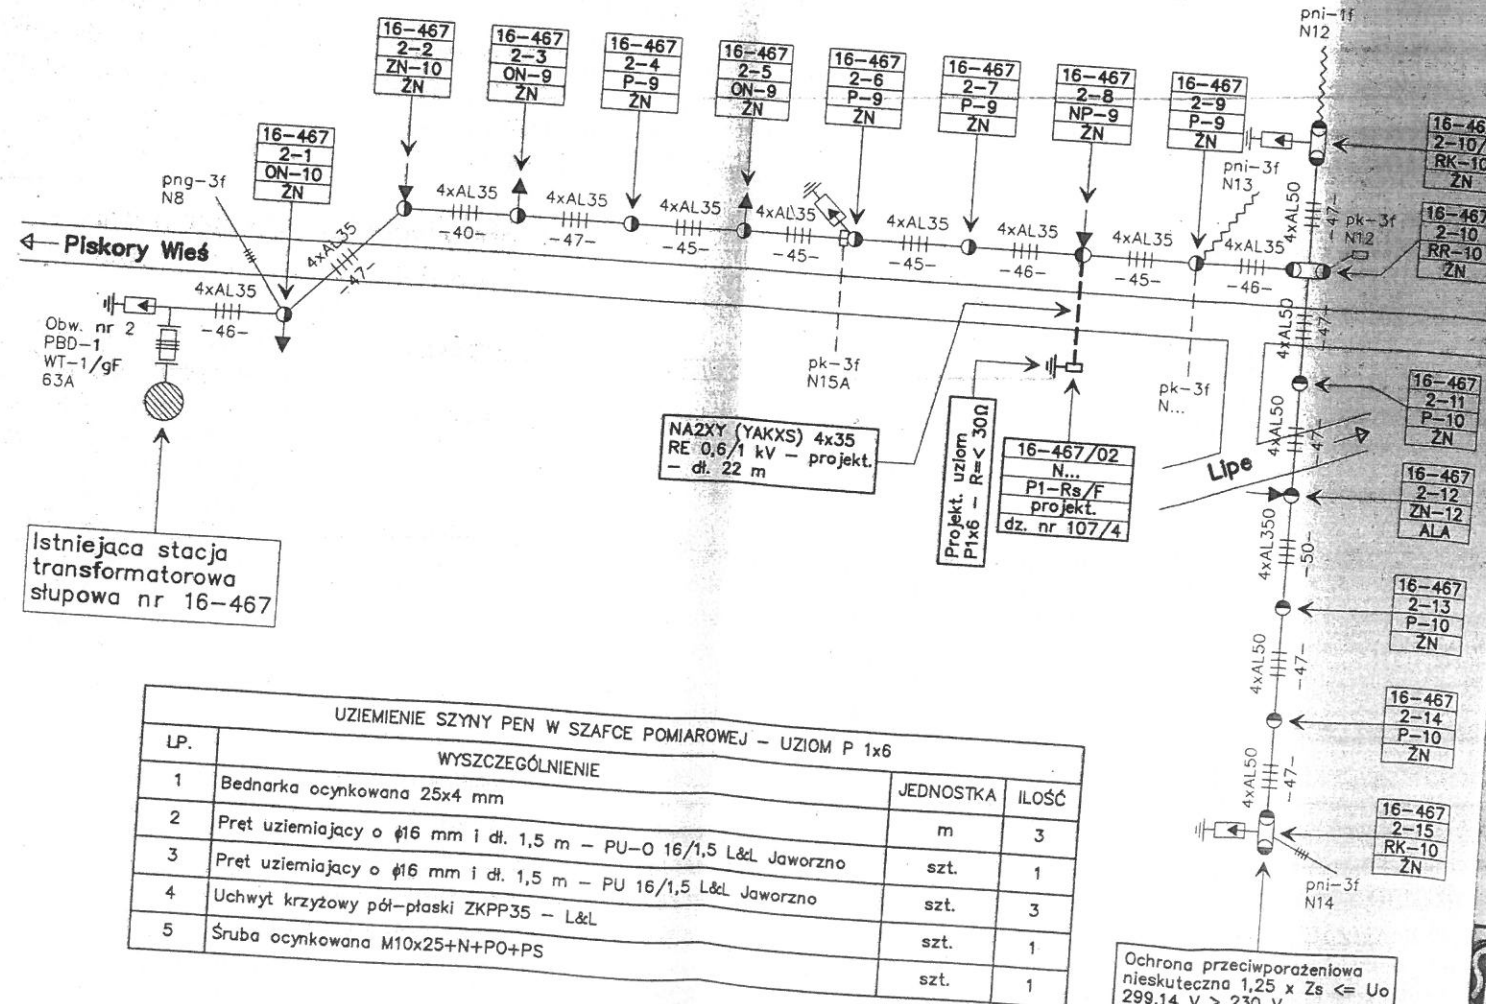 pni-1f
N12
16-467
2-2
ZN-10
ŻN
16-467
2-3
ON-9
ŻN
16-467
2-4
P-9
ŻN
16-467
2-5
ON-9
ŻN
16-467
2-6
P-9
ŻN
16-467
2-7
P-9
ŻN
16-467
2-8
NP-9
ŻN
16-467
2-9
P-9
ŻN
16-46
2-10/
RK-10
ŻN
16-467
2-1
ON-10
ŻN
png-3f
N8
pni-3f
N13
4xAL35
-40-
4xAL35
-47-
4xAL35
-45-
4xAL35
-45-
4xAL35
-45-
4xAL35
-46-
4xAL35
-45-
4xAL35
-46-
4xAL50
-47-
pk-3f
N12
16-467
2-10
RR-10
ŻN
Piskory Wieś
4xAL35
-47-
4xAL35
-46-
Obw. nr 2
PBD-1
WT-1/gF
63A
pk-3f
N15A
pk-3f
N...
4xAL50
-47-
16-467
2-11
P-10
ŻN
NA2XY (YAKXS) 4x35
RE 0,6/1 kV – projekt.
– dł. 22 m
Projekt. uziom
P1x6 – R=< 30Ω
16-467/02
N...
P1-Rs/F
projekt.
dz. nr 107/4
4xAL50
-47-
Lipe
16-467
2-12
ZN-12
ALA
4xAL350
-50-
Istniejąca stacja
transformatorowa
słupowa nr 16-467
16-467
2-13
P-10
ŻN
4xAL50
-47-
16-467
2-14
P-10
ŻN
4xAL50
-47-
16-467
2-15
RK-10
ŻN
pni-3f
N14
UZIEMIENIE SZYNY PEN W SZAFCE POMIAROWEJ – UZIOM P 1x6
LP. WYSZCZEGÓLNIENIE JEDNOSTKA ILOŚĆ
1 Bednarka ocynkowana 25x4 mm m 3
2 Pręt uziemiający o ϕ16 mm i dł. 1,5 m – PU-O 16/1,5 L&L Jaworzno szt. 1
3 Pręt uziemiający o ϕ16 mm i dł. 1,5 m – PU 16/1,5 L&L Jaworzno szt. 3
4 Uchwyt krzyżowy pół-płaski ZKPP35 – L&L szt. 1
5 Śruba ocynkowana M10x25+N+PO+PS szt. 1
Ochrona przeciwporażeniowa
nieskuteczna 1,25 x Zs <= Uo
299,14 V > 230 V